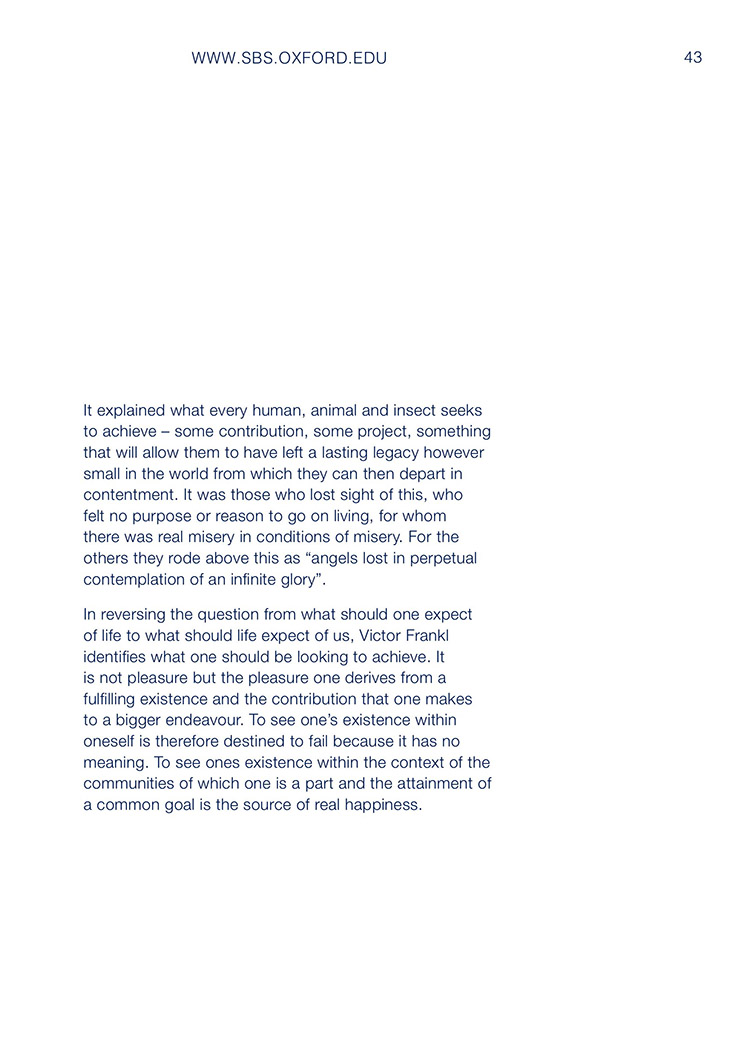 WWW.SBS.OXFORD.EDU 43
It explained what every human, animal and insect seeks
to achieve – some contribution, some project, something
that will allow them to have left a lasting legacy however
small in the world from which they can then depart in
contentment. It was those who lost sight of this, who
felt no purpose or reason to go on living, for whom
there was real misery in conditions of misery. For the
others they rode above this as “angels lost in perpetual
contemplation of an infinite glory”.
In reversing the question from what should one expect
of life to what should life expect of us, Victor Frankl
identifies what one should be looking to achieve. It
is not pleasure but the pleasure one derives from a
fulfilling existence and the contribution that one makes
to a bigger endeavour. To see one’s existence within
oneself is therefore destined to fail because it has no
meaning. To see ones existence within the context of the
communities of which one is a part and the attainment of
a common goal is the source of real happiness.